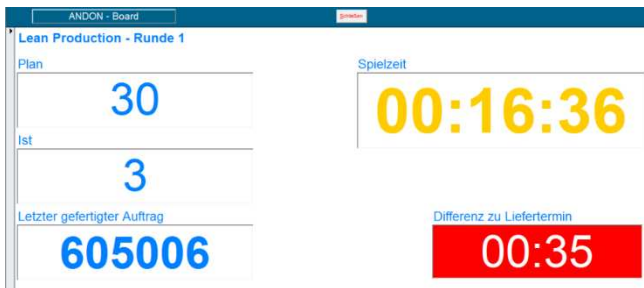 ANDON - Board
Schließen
Lean Production - Runde 1
Plan
30
Spielzeit
00:16:36
Ist
3
Letzter gefertigter Auftrag
605006
Differenz zu Liefertermin
00:35